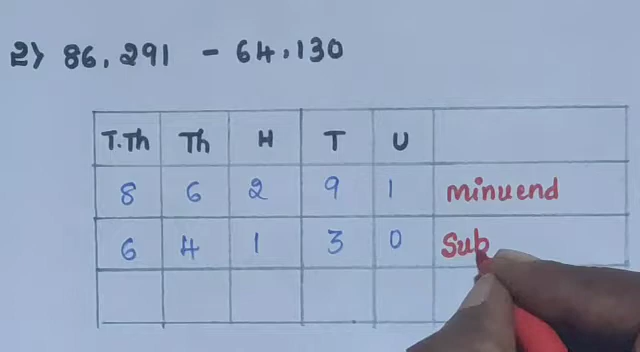 2) 86,291 - 64,130
T.Th Th H T U
8 6 2 9 1 minuend
6 4 1 3 0 Sub